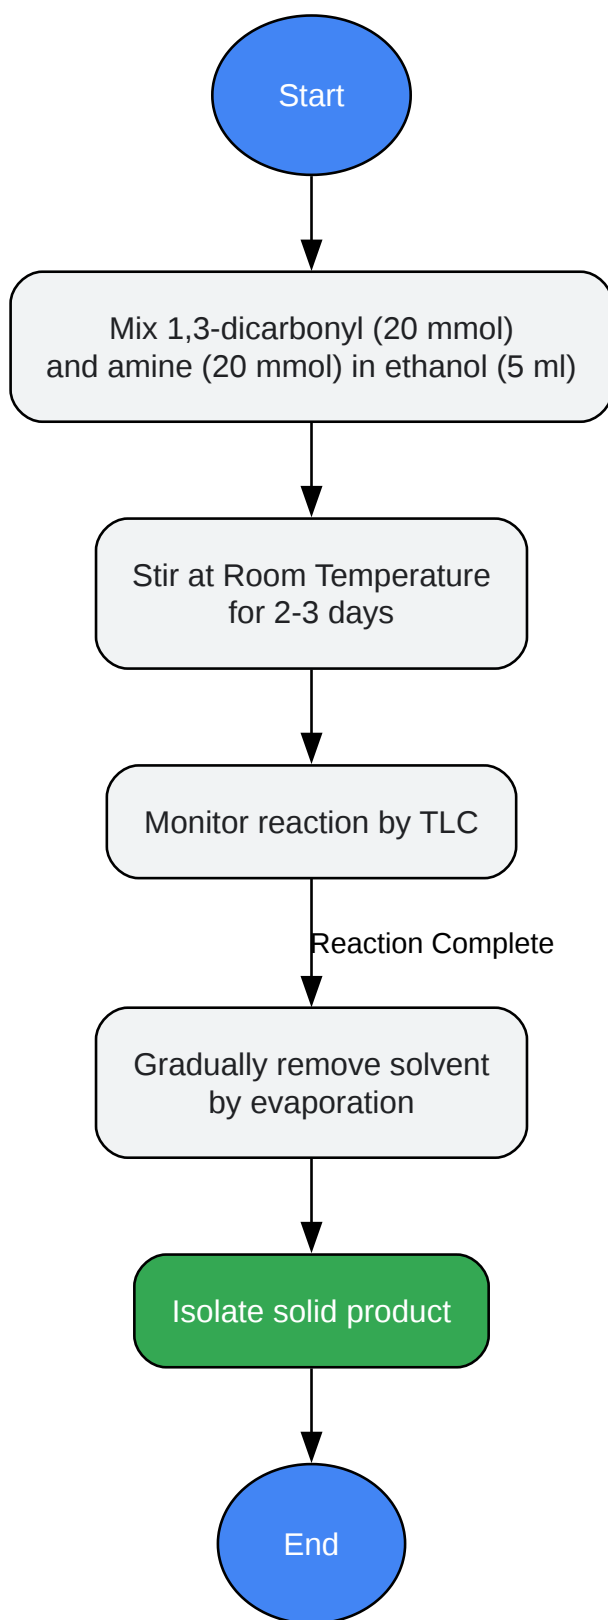 Start
Mix 1,3-dicarbonyl (20 mmol)
and amine (20 mmol) in ethanol (5 ml)
Stir at Room Temperature
for 2-3 days
Monitor reaction by TLC
Reaction Complete
Gradually remove solvent
by evaporation
Isolate solid product
End